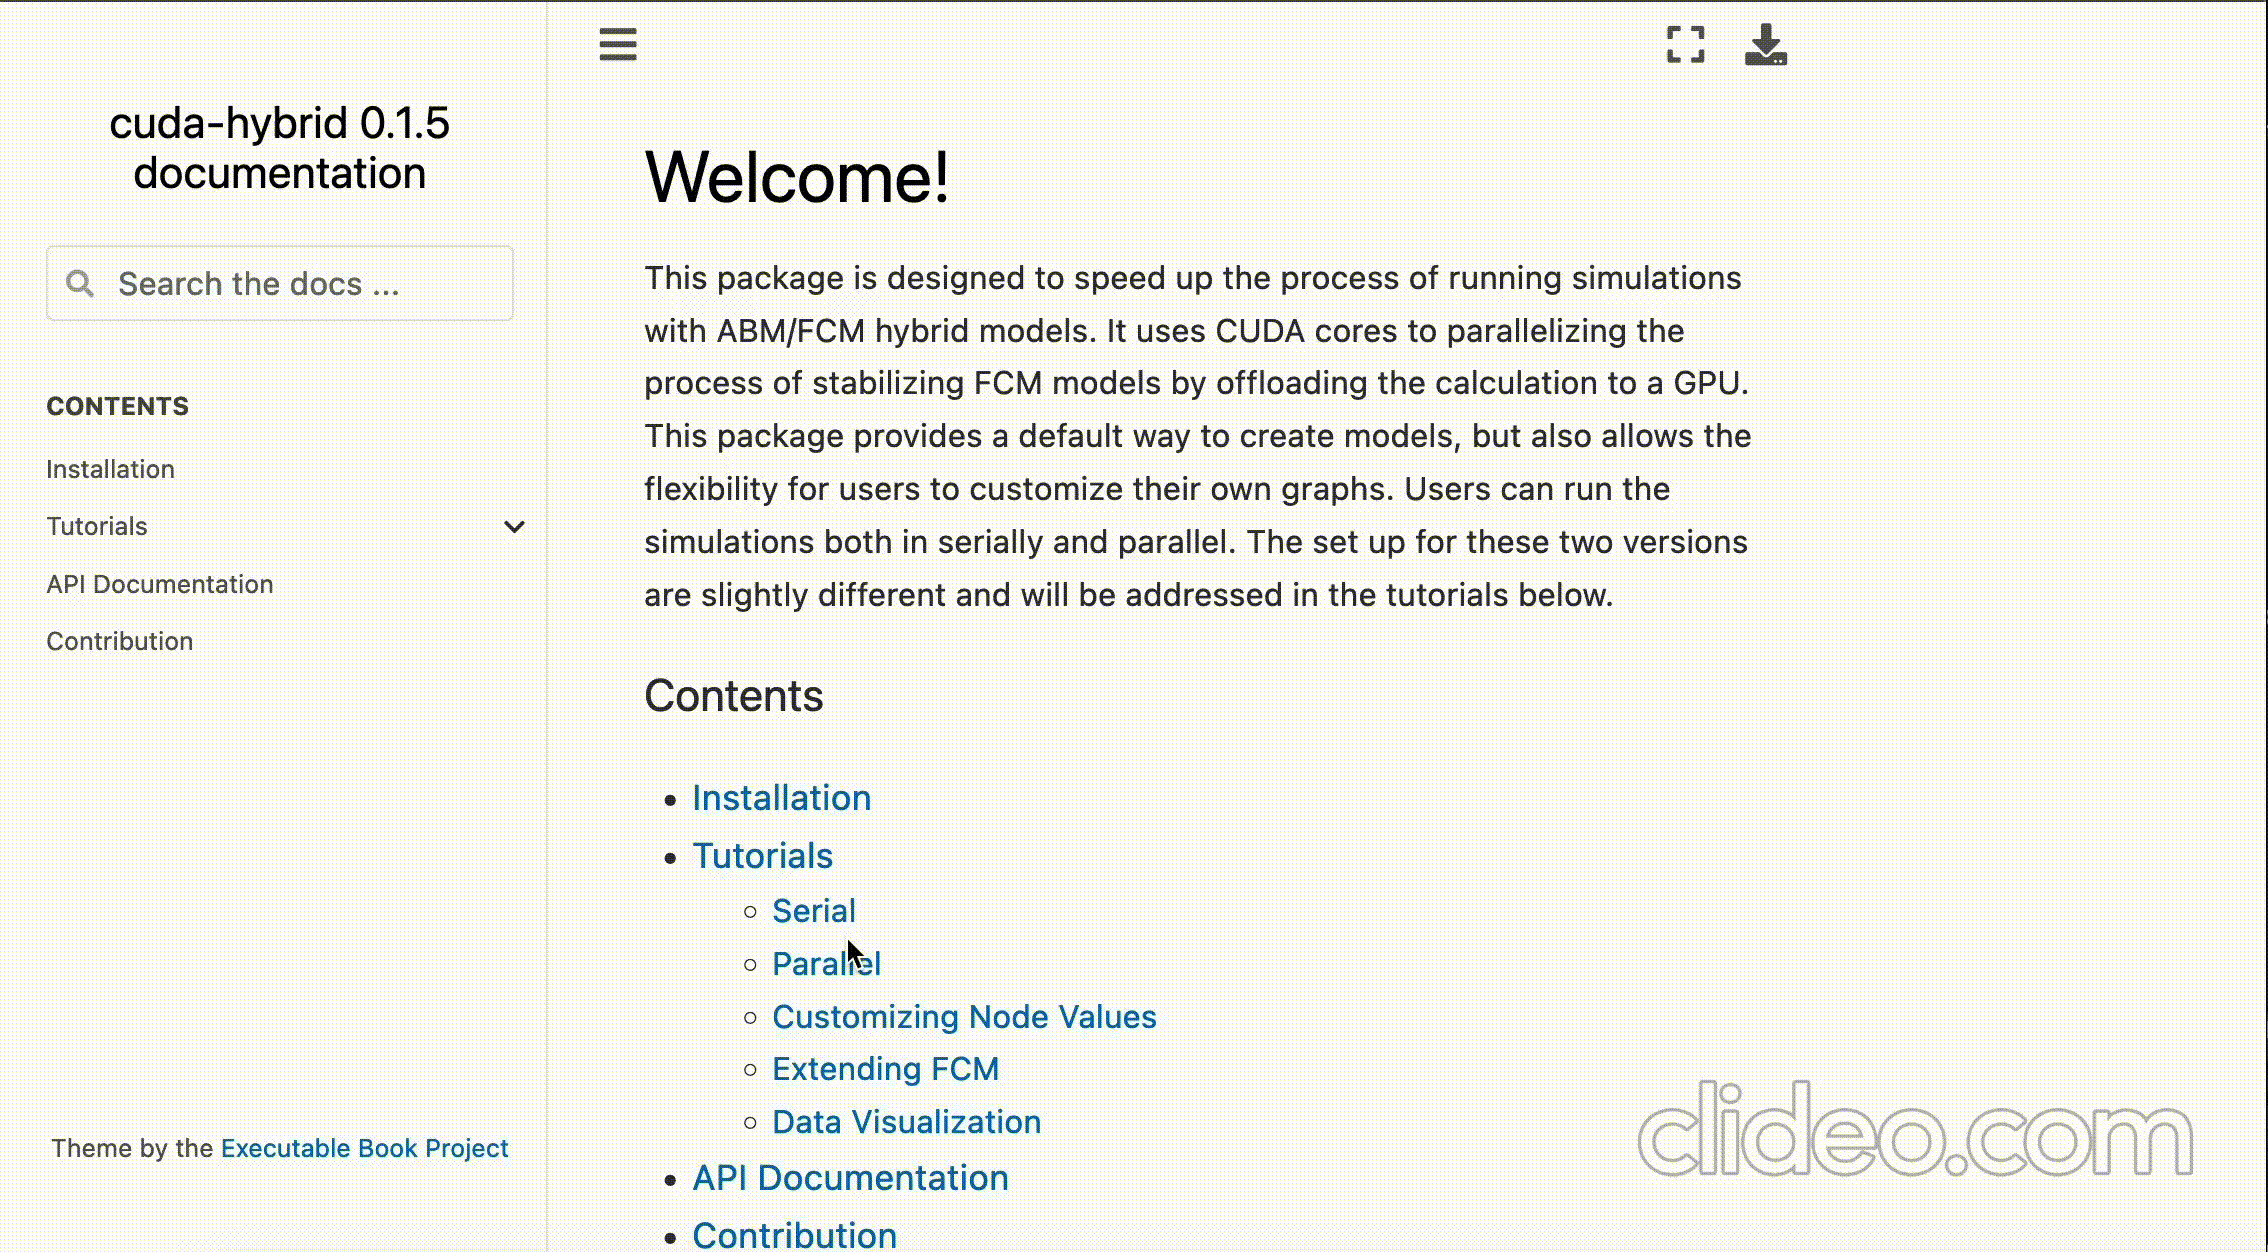 cuda-hybrid 0.1.5
documentation
Search the docs ...
CONTENTS
Installation
Tutorials
API Documentation
Contribution
Theme by the Executable Book Project
Welcome!
This package is designed to speed up the process of running simulations
with ABM/FCM hybrid models. It uses CUDA cores to parallelizing the
process of stabilizing FCM models by offloading the calculation to a GPU.
This package provides a default way to create models, but also allows the
flexibility for users to customize their own graphs. Users can run the
simulations both in serially and parallel. The set up for these two versions
are slightly different and will be addressed in the tutorials below.
Contents
Installation
Tutorials
Serial
Parallel
Customizing Node Values
Extending FCM
Data Visualization
API Documentation
Contribution
clideo.com